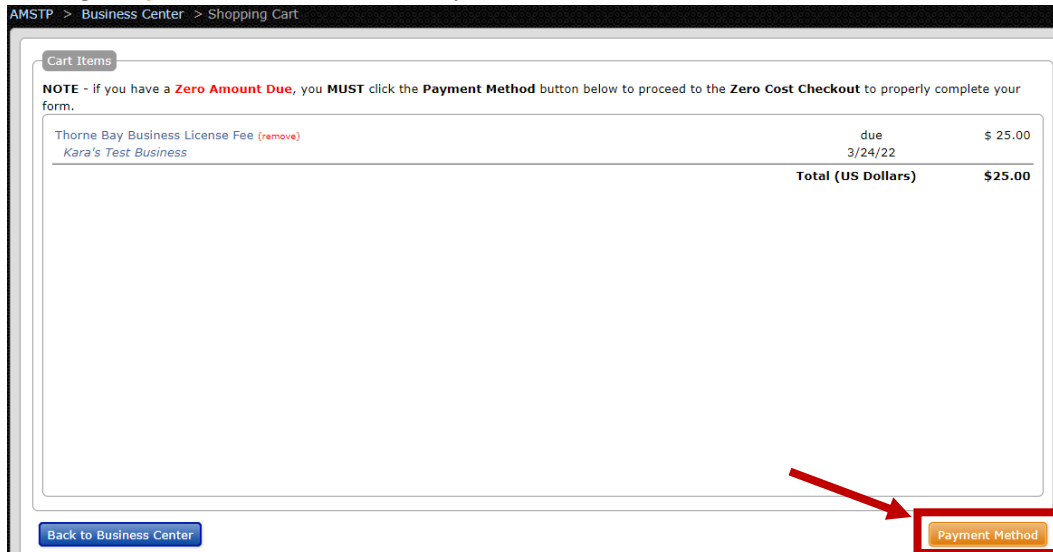 AMSTP > Business Center > Shopping Cart
Cart Items
NOTE - if you have a Zero Amount Due, you MUST click the Payment Method button below to proceed to the Zero Cost Checkout to properly complete your
form.
Thorne Bay Business License Fee (remove) due $ 25.00
Kara's Test Business 3/24/22
Total (US Dollars) $25.00
Back to Business Center Payment Method